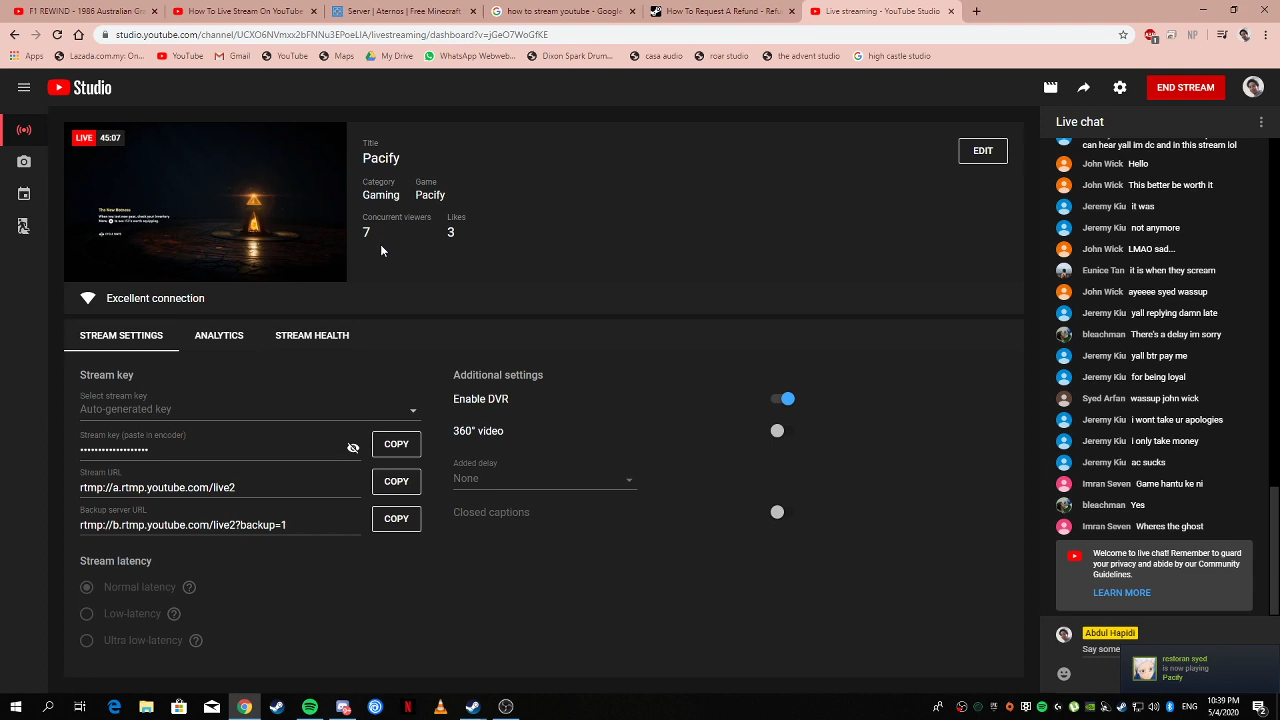 F1 REWIND - 1986 Australian Gr
How To Live Stream On YouTube
Server | Aternos | Free Minecraft
how to stream youtube - Google
How To Request A Refund - Refu
Live streaming - YouTube Studio
studio.youtube.com/channel/UCXO6NVmxx2bFNNu3EPoeLIA/livestreaming/dashboard?v=jGeO7WoGfKE
Apps
Lazada.com.my: On...
YouTube
Gmail
YouTube
Maps
My Drive
WhatsApp Webweb...
Dixon Spark Drum...
casa audio
roar studio
the advent studio
high castle studio
Studio
END STREAM
LIVE 45:07
The New Botness
CYCLE
Title
Pacify
EDIT
Category Game
Gaming Pacify
Concurrent viewers Likes
7 3
Excellent connection
STREAM SETTINGS ANALYTICS STREAM HEALTH
Stream key
Select stream key
Auto-generated key
Stream key (paste in encoder)
••••••••••••••••••
COPY
Stream URL
rtmp://a.rtmp.youtube.com/live2
COPY
Backup server URL
rtmp://b.rtmp.youtube.com/live2?backup=1
COPY
Stream latency
Normal latency
Low-latency
Ultra low-latency
Additional settings
Enable DVR
360° video
Added delay
None
Closed captions
Live chat
can hear yall im dc and in this stream lol
John Wick Hello
John Wick This better be worth it
Jeremy Kiu it was
Jeremy Kiu not anymore
John Wick LMAO sad...
Eunice Tan it is when they scream
John Wick ayeeee syed wassup
Jeremy Kiu yall replying damn late
bleachman There's a delay im sorry
Jeremy Kiu yall btr pay me
Jeremy Kiu for being loyal
Syed Arfan wassup john wick
Jeremy Kiu i wont take ur apologies
Jeremy Kiu i only take money
Jeremy Kiu ac sucks
Imran Seven Game hantu ke ni
bleachman Yes
Imran Seven Wheres the ghost
Welcome to live chat! Remember to guard
your privacy and abide by our Community
Guidelines.
LEARN MORE
Abdul Hapidi
Say some
restoran syed
is now playing
Pacify
ENG
10:39 PM
5/4/2020